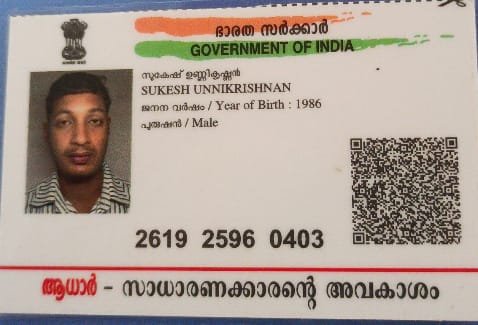 ഭാരത സർക്കാർ
GOVERNMENT OF INDIA
സുകേഷ് ഉണ്ണികൃഷ്ണൻ
SUKESH UNNIKRISHNAN
ജനന വർഷം / Year of Birth : 1986
പുരുഷൻ / Male
2619 2596 0403
ആധാർ - സാധാരണക്കാരന്റെ അവകാശം